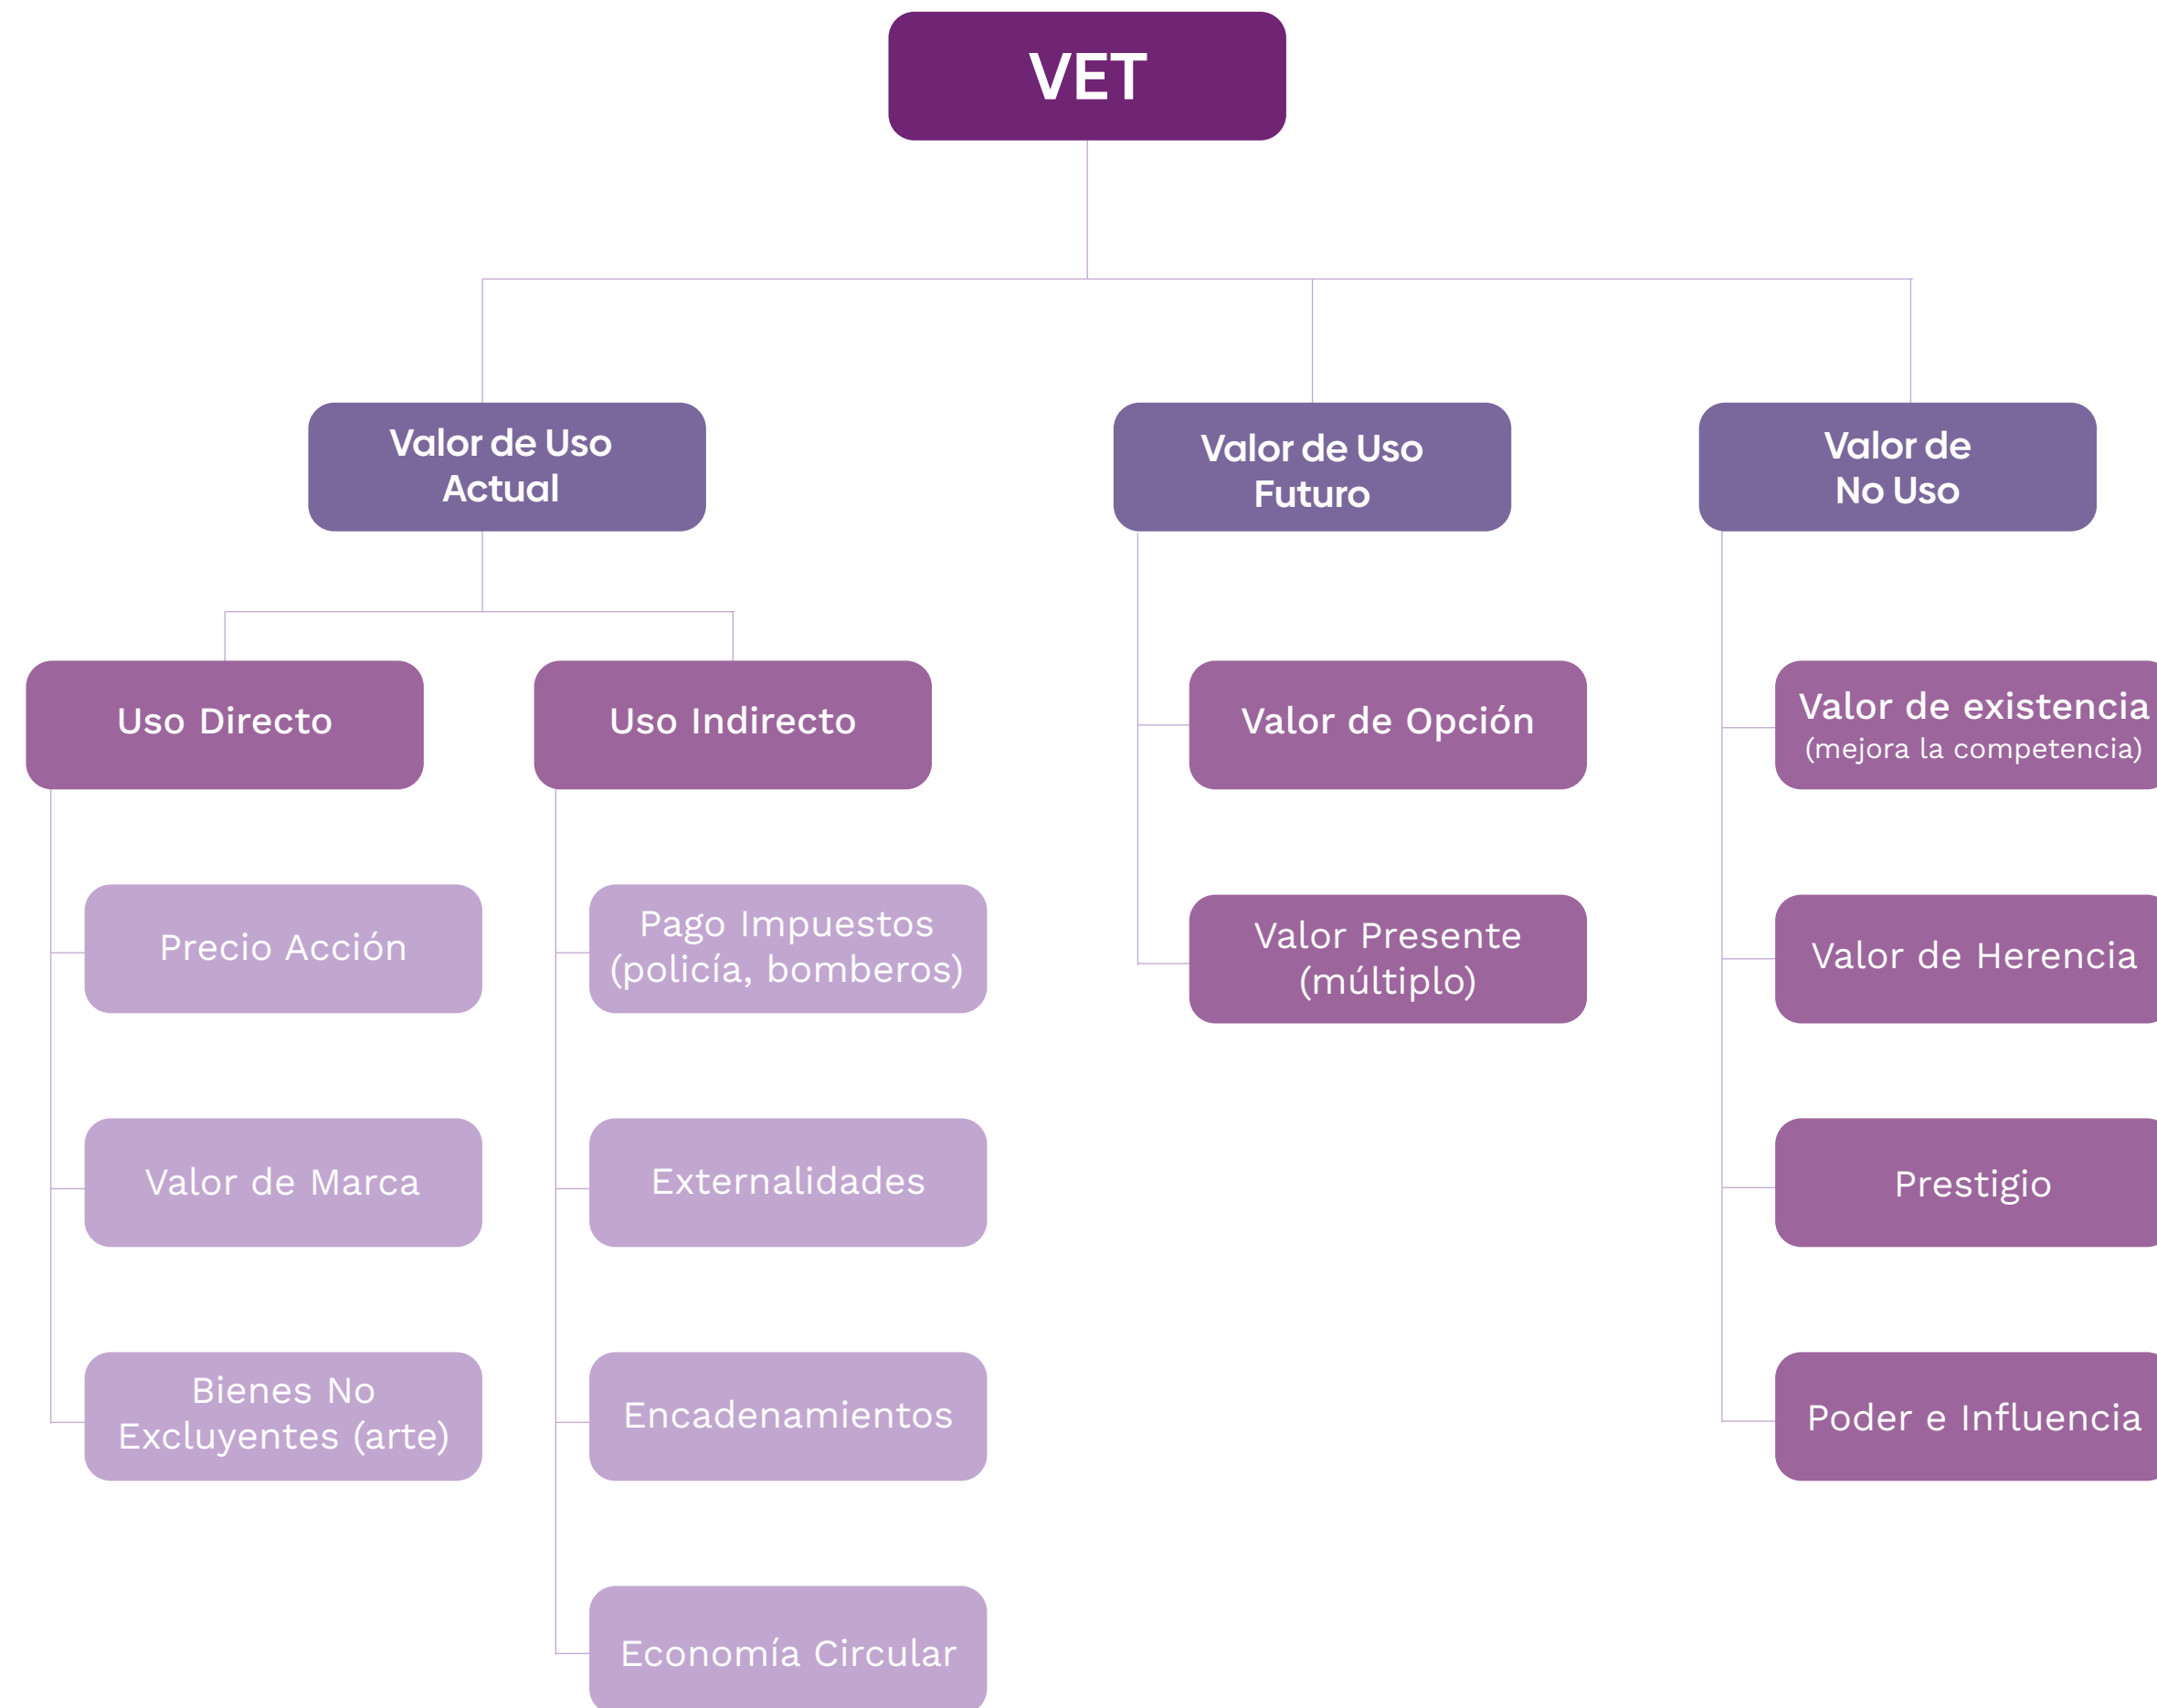 VET
Valor de Uso
Actual
Valor de Uso
Futuro
Valor de
No Uso
Uso Directo
Uso Indirecto
Valor de Opción
Valor de existencia
(mejora la competencia)
Precio Acción
Pago Impuestos
(policía, bomberos)
Valor Presente
(múltiplo)
Valor de Herencia
Valor de Marca
Externalidades
Prestigio
Bienes No
Excluyentes (arte)
Encadenamientos
Poder e Influencia
Economía Circular